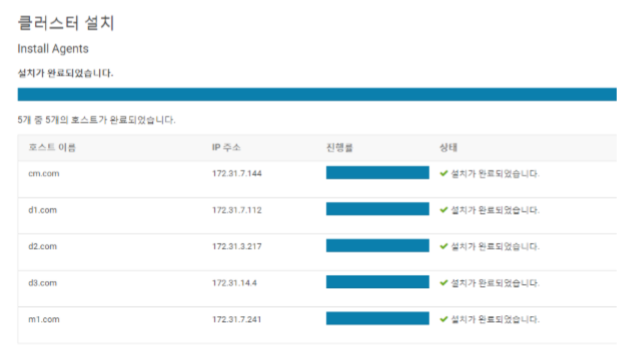 클러스터 설치
Install Agents
설치가 완료되었습니다.
5개 중 5개의 호스트가 완료되었습니다.
호스트 이름 IP 주소 진행률 상태
cm.com 172.31.7.144 설치가 완료되었습니다.
d1.com 172.31.7.112 설치가 완료되었습니다.
d2.com 172.31.3.217 설치가 완료되었습니다.
d3.com 172.31.14.4 설치가 완료되었습니다.
m1.com 172.31.7.241 설치가 완료되었습니다.